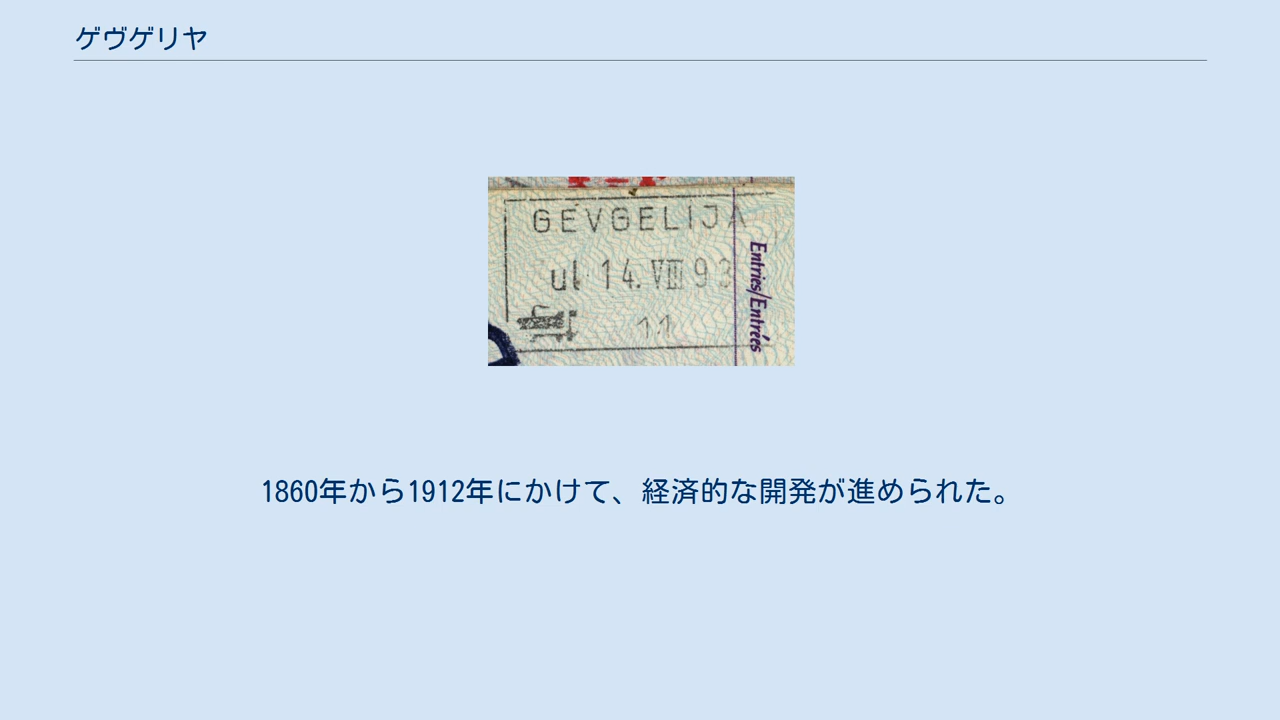 ゲヴゲリヤ
GEVGELIJA
ul 14. VIII 93
11
Entries/Entrées
1860年から1912年にかけて、経済的な開発が進められた。